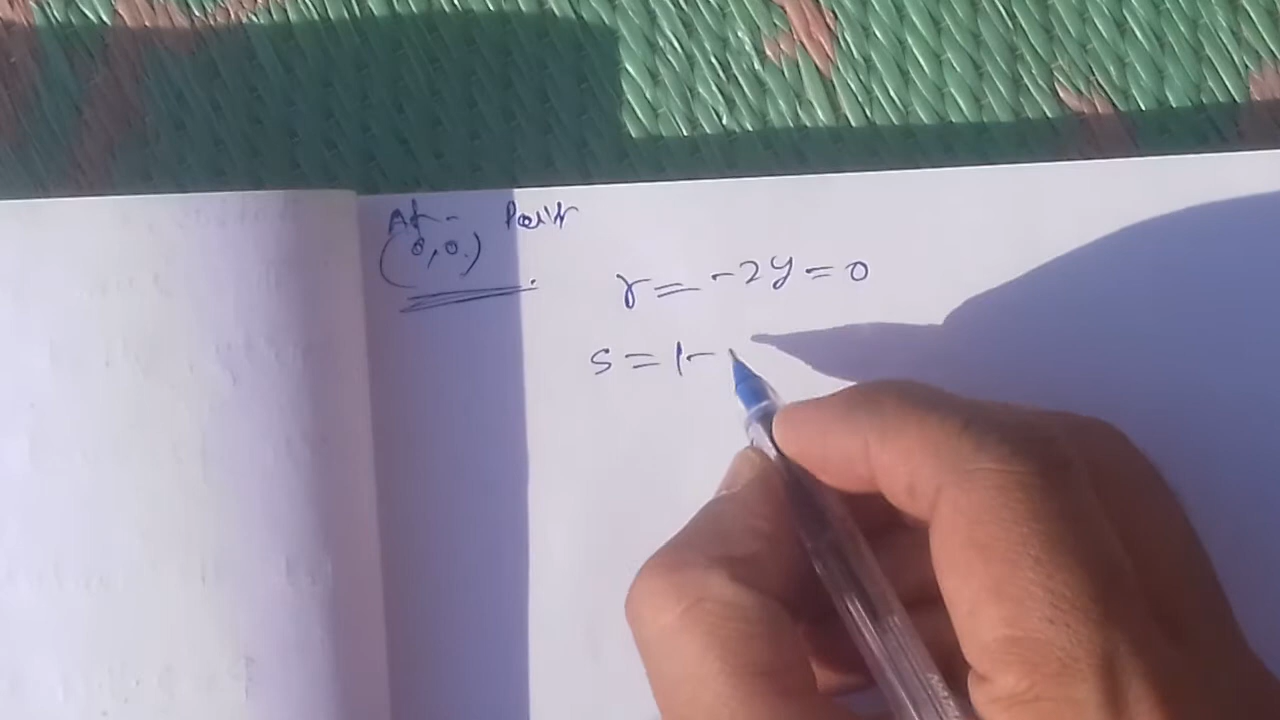 At - Point
(0,0)
r = -2y = 0
s = 1-